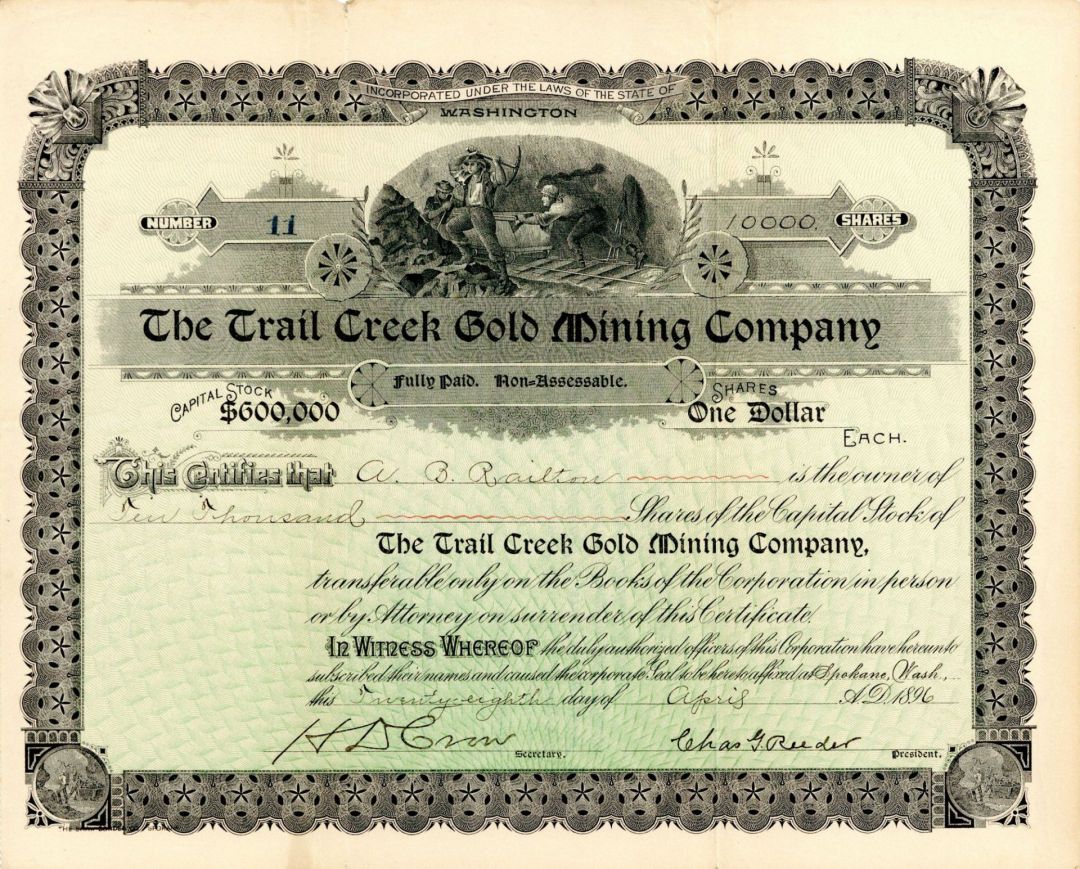 INCORPORATED UNDER THE LAWS OF THE STATE OF
WASHINGTON
NUMBER 11 10000. SHARES
The Trail Creek Gold Mining Company
Fully Paid. Non-Assessable.
CAPITAL STOCK SHARES
$600,000 One Dollar
EACH.
This Certifies that A. B. Railton is the owner of
Ten Thousand Shares of the Capital Stock of
The Trail Creek Gold Mining Company,
transferable only on the Books of the Corporation in person
or by Attorney on surrender of this Certificate.
IN WITNESS WHEREOF the duly authorized officers of this Corporation have hereunto
subscribed their names and caused the corporate Seal to be hereto affixed at Spokane, Wash.,
this Twenty eighth day of April A.D. 1896
H D Crow Chas G. Reeder
Secretary. President.